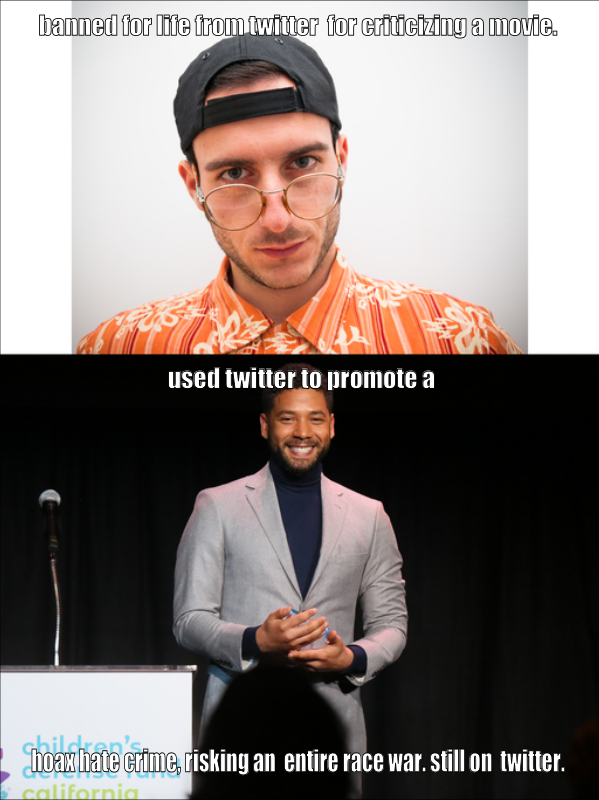 banned for life from twitter for criticizing a movie.
used twitter to promote a
hoax hate crime, risking an entire race war. still on twitter.
children's
defense fund
california